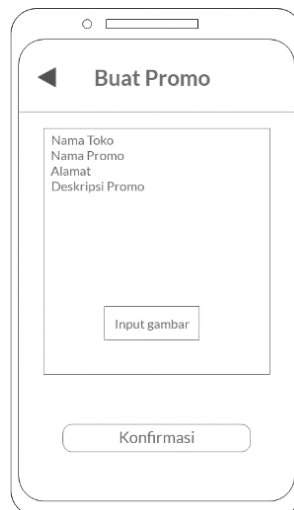 Buat Promo
Nama Toko
Nama Promo
Alamat
Deskripsi Promo
Input gambar
Konfirmasi